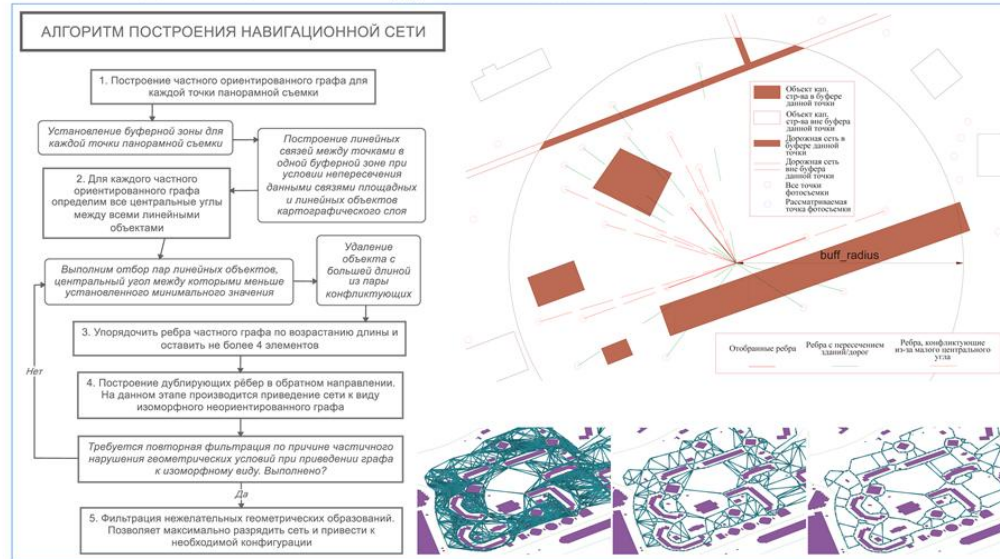 АЛГОРИТМ ПОСТРОЕНИЯ НАВИГАЦИОННОЙ СЕТИ
1. Построение частного ориентированного графа для
каждой точки панорамной съемки
Установление буферной зоны для
каждой точки панорамной съемки
Построение линейных
связей между точками в
одной буферной зоне при
условии непересечения
данными связями площадных
и линейных объектов
картографического слоя
2. Для каждого частного
ориентированного графа
определим все центральные углы
между всеми линейными
объектами
Выполним отбор пар линейных объектов,
центральный угол между которыми меньше
установленного минимального значения
Удаление
объекта с
большей длиной
из пары
конфликтующих
3. Упорядочить ребра частного графа по возрастанию длины и
оставить не более 4 элементов
Нет
4. Построение дублирующих рёбер в обратном направлении.
На данном этапе производится приведение сети к виду
изоморфного неориентированного графа
Требуется повторная фильтрация по причине частичного
нарушения геометрических условий при приведении графа
к изоморфному виду. Выполнено?
Да
5. Фильтрация нежелательных геометрических образований.
Позволяет максимально разрядить сеть и привести к
необходимой конфигурации
Объект кап.
стр-ва в буфере
данной точки
Объект кап.
стр-ва вне буфера
данной точки
Дорожная сеть в
буфере данной
точки
Дорожная сеть
вне буфера
данной точки
Все точки
фотосъемки
Рассматриваемая
точка фотосъемки
buff_radius
Отобранные ребра
Ребра с пересечением
зданий/дорог
Ребра, конфликтующие
из-за малого центрального
угла